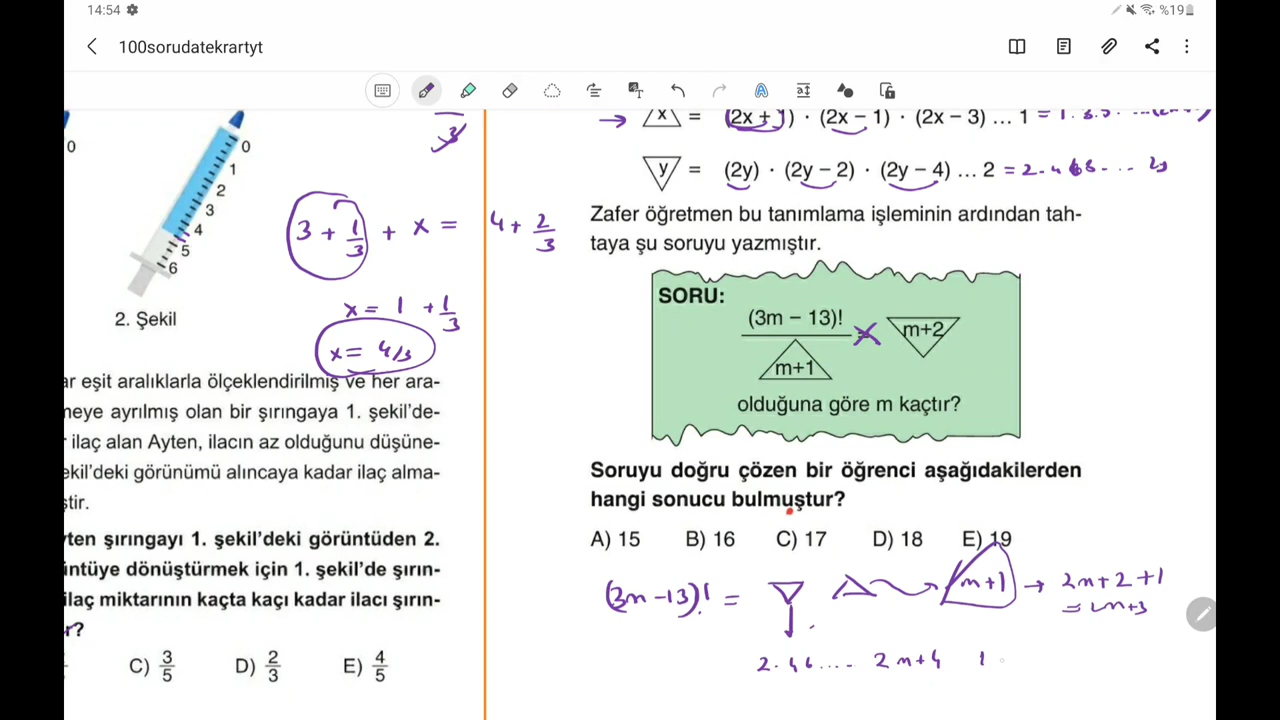 14:54
%19
100sorudatekrartyt
0
0
1
2
3
4
5
6
2. Şekil
3
3 + 1/3 + x = 4 + 2/3
x = 1 + 1/3
x = 4/3
ar eşit aralıklarla ölçeklendirilmiş ve her ara-
meye ayrılmış olan bir şırıngaya 1. şekil'de-
ilaç alan Ayten, ilacın az olduğunu düşüne-
ekil'deki görünümü alıncaya kadar ilaç alma-
ştir.
yten şırıngayı 1. şekil'deki görüntüden 2.
üntüye dönüştürmek için 1. şekil'de şırın-
ilaç miktarının kaçta kaçı kadar ilacı şırın-
r?
C) 3/5 D) 2/3 E) 4/5
→ x = (2x + 1) · (2x − 1) · (2x − 3) ... 1 = 1.3.5.
y = (2y) · (2y − 2) · (2y − 4) ... 2 = 2.4.6.8... 2y
Zafer öğretmen bu tanımlama işleminin ardından tah-
taya şu soruyu yazmıştır.
SORU:
(3m − 13)!
m+1
m+2
olduğuna göre m kaçtır?
Soruyu doğru çözen bir öğrenci aşağıdakilerden
hangi sonucu bulmuştur?
A) 15 B) 16 C) 17 D) 18 E) 19
(3m −13)! = ▽ △ m+1 → 2m+2+1
= 2m+3
2.4.6.... 2m+4 1